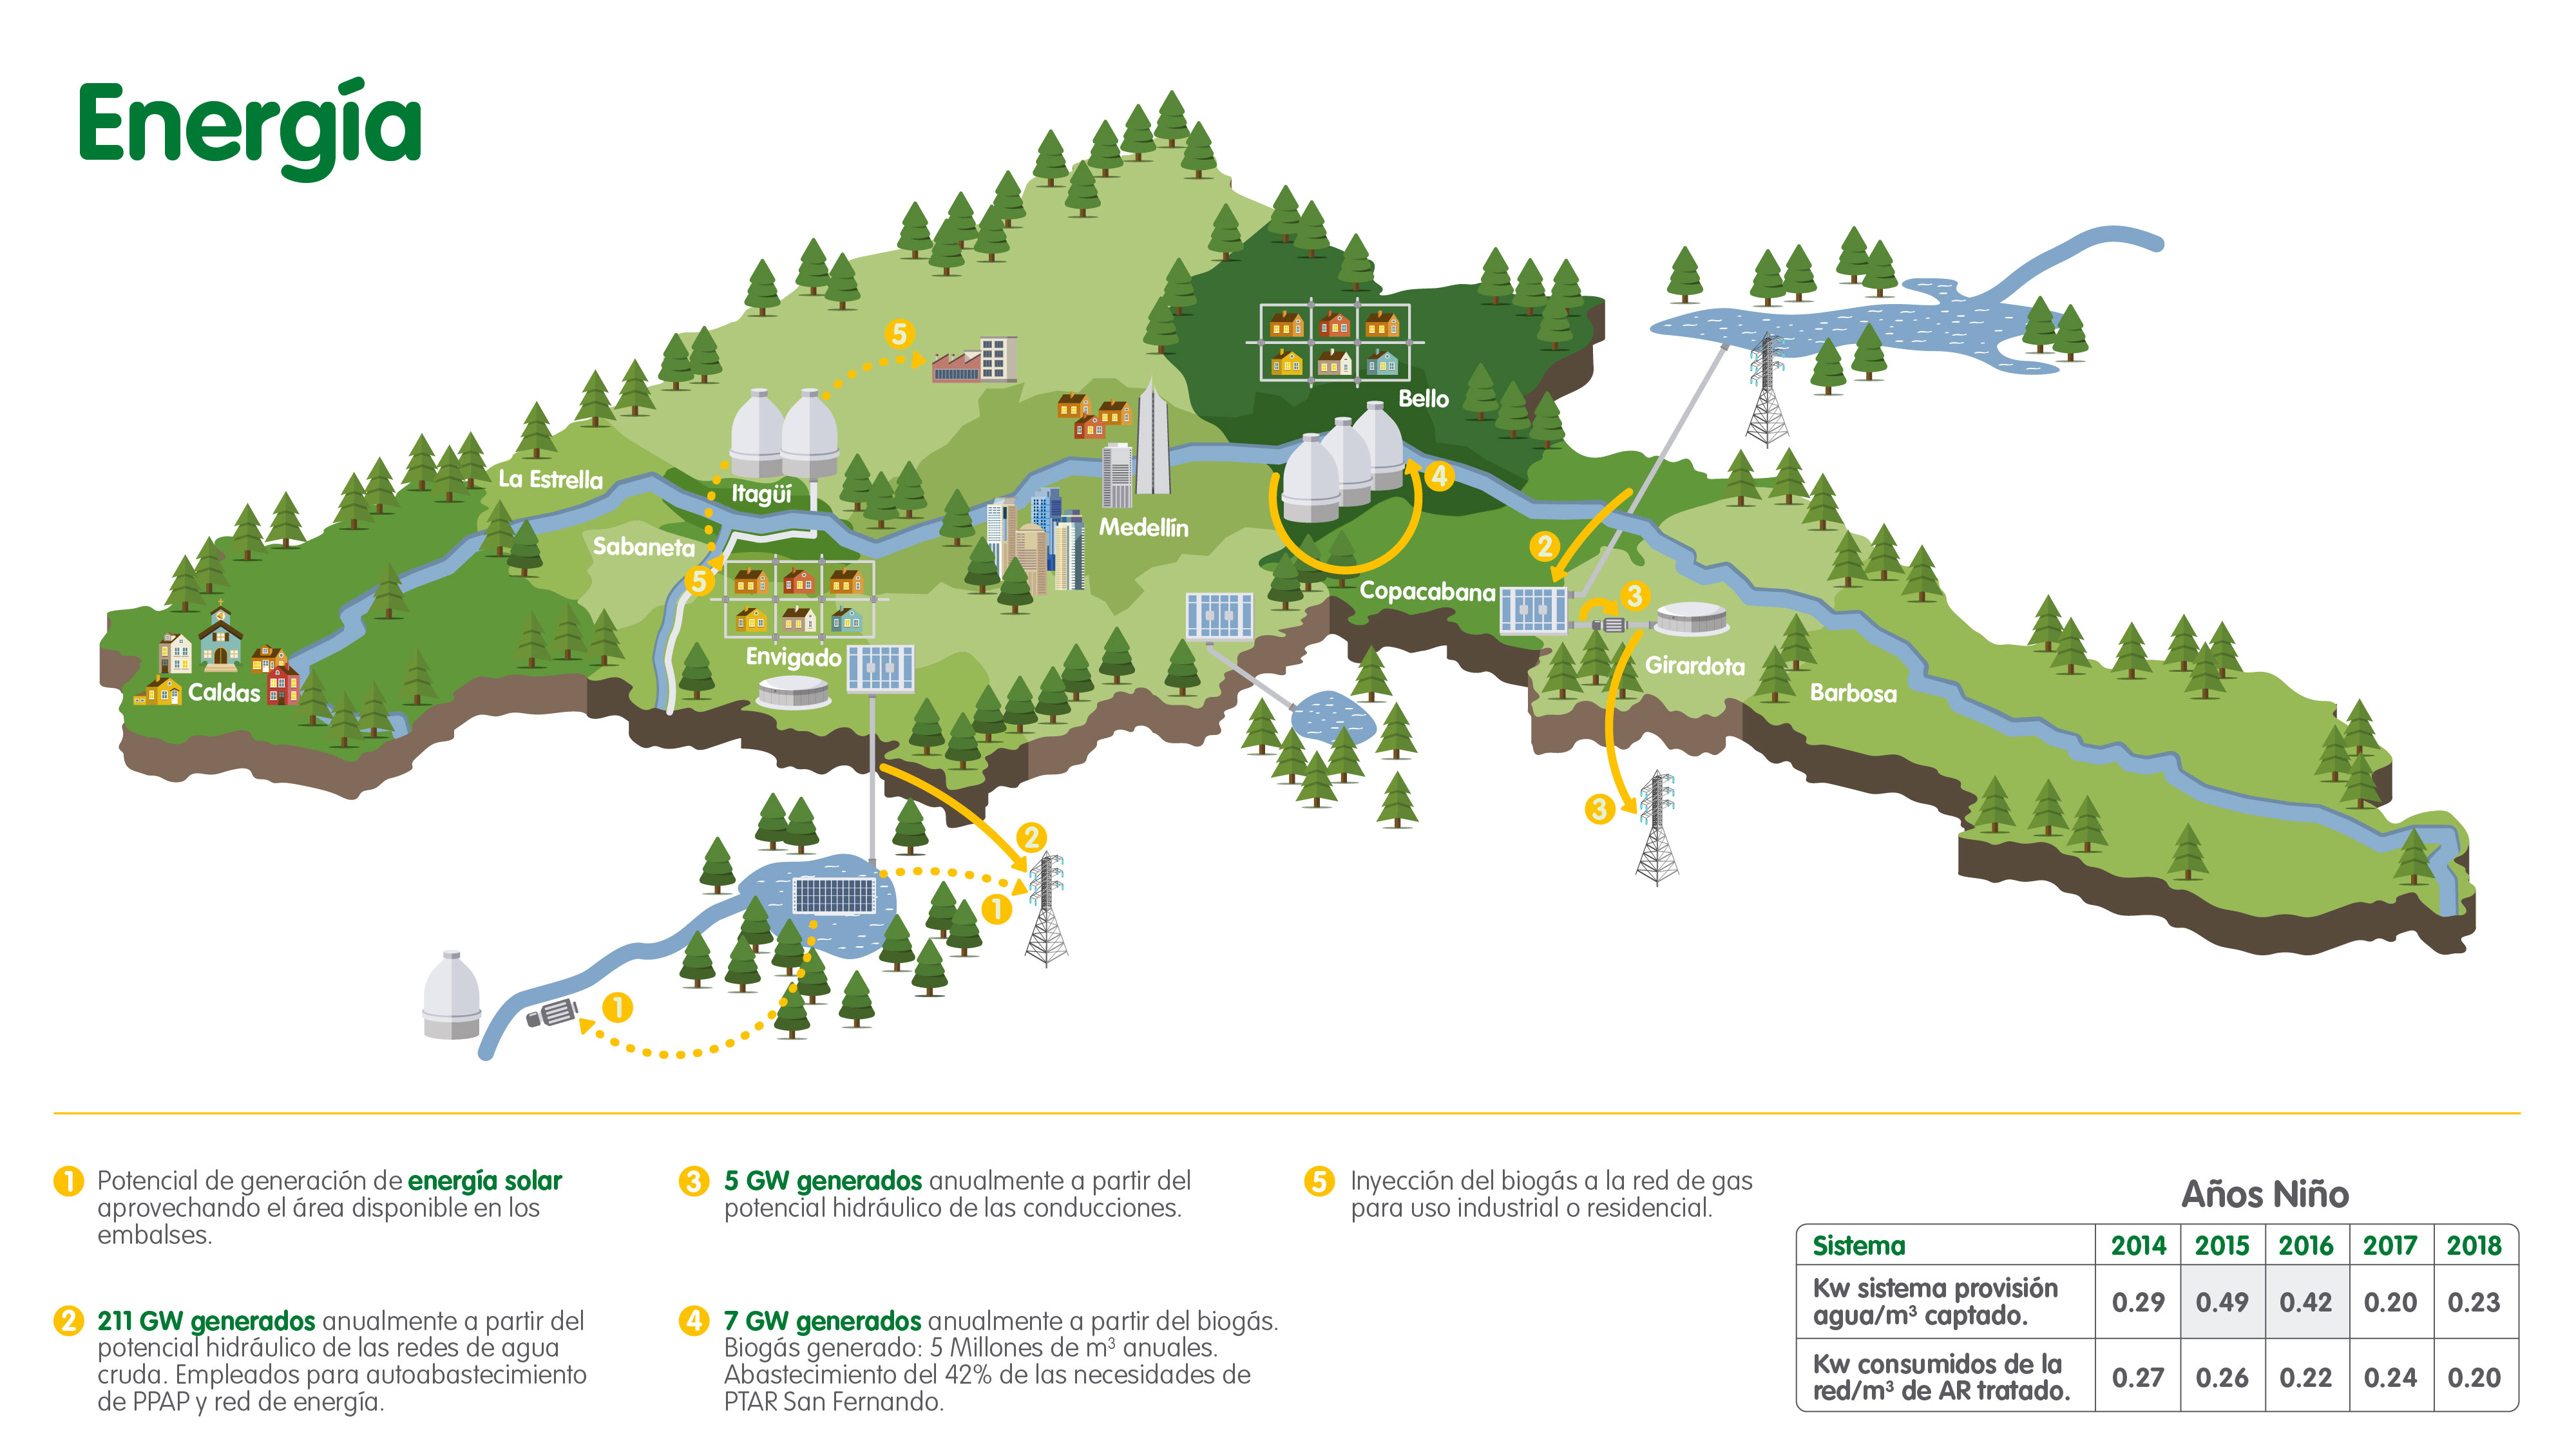 Energía
5
Bello
La Estrella
Itagüí
4
Medellín
Sabaneta
2
5
Copacabana
3
Envigado
Girardota
Caldas
Barbosa
3
2
1
1
1 Potencial de generación de energía solar
aprovechando el área disponible en los
embalses.
2 211 GW generados anualmente a partir del
potencial hidráulico de las redes de agua
cruda. Empleados para autoabastecimiento
de PPAP y red de energía.
3 5 GW generados anualmente a partir del
potencial hidráulico de las conducciones.
4 7 GW generados anualmente a partir del biogás.
Biogás generado: 5 Millones de m³ anuales.
Abastecimiento del 42% de las necesidades de
PTAR San Fernando.
5 Inyección del biogás a la red de gas
para uso industrial o residencial.
Años Niño
Sistema 2014 2015 2016 2017 2018
Kw sistema provisión
agua/m³ captado. 0.29 0.49 0.42 0.20 0.23
Kw consumidos de la
red/m³ de AR tratado. 0.27 0.26 0.22 0.24 0.20